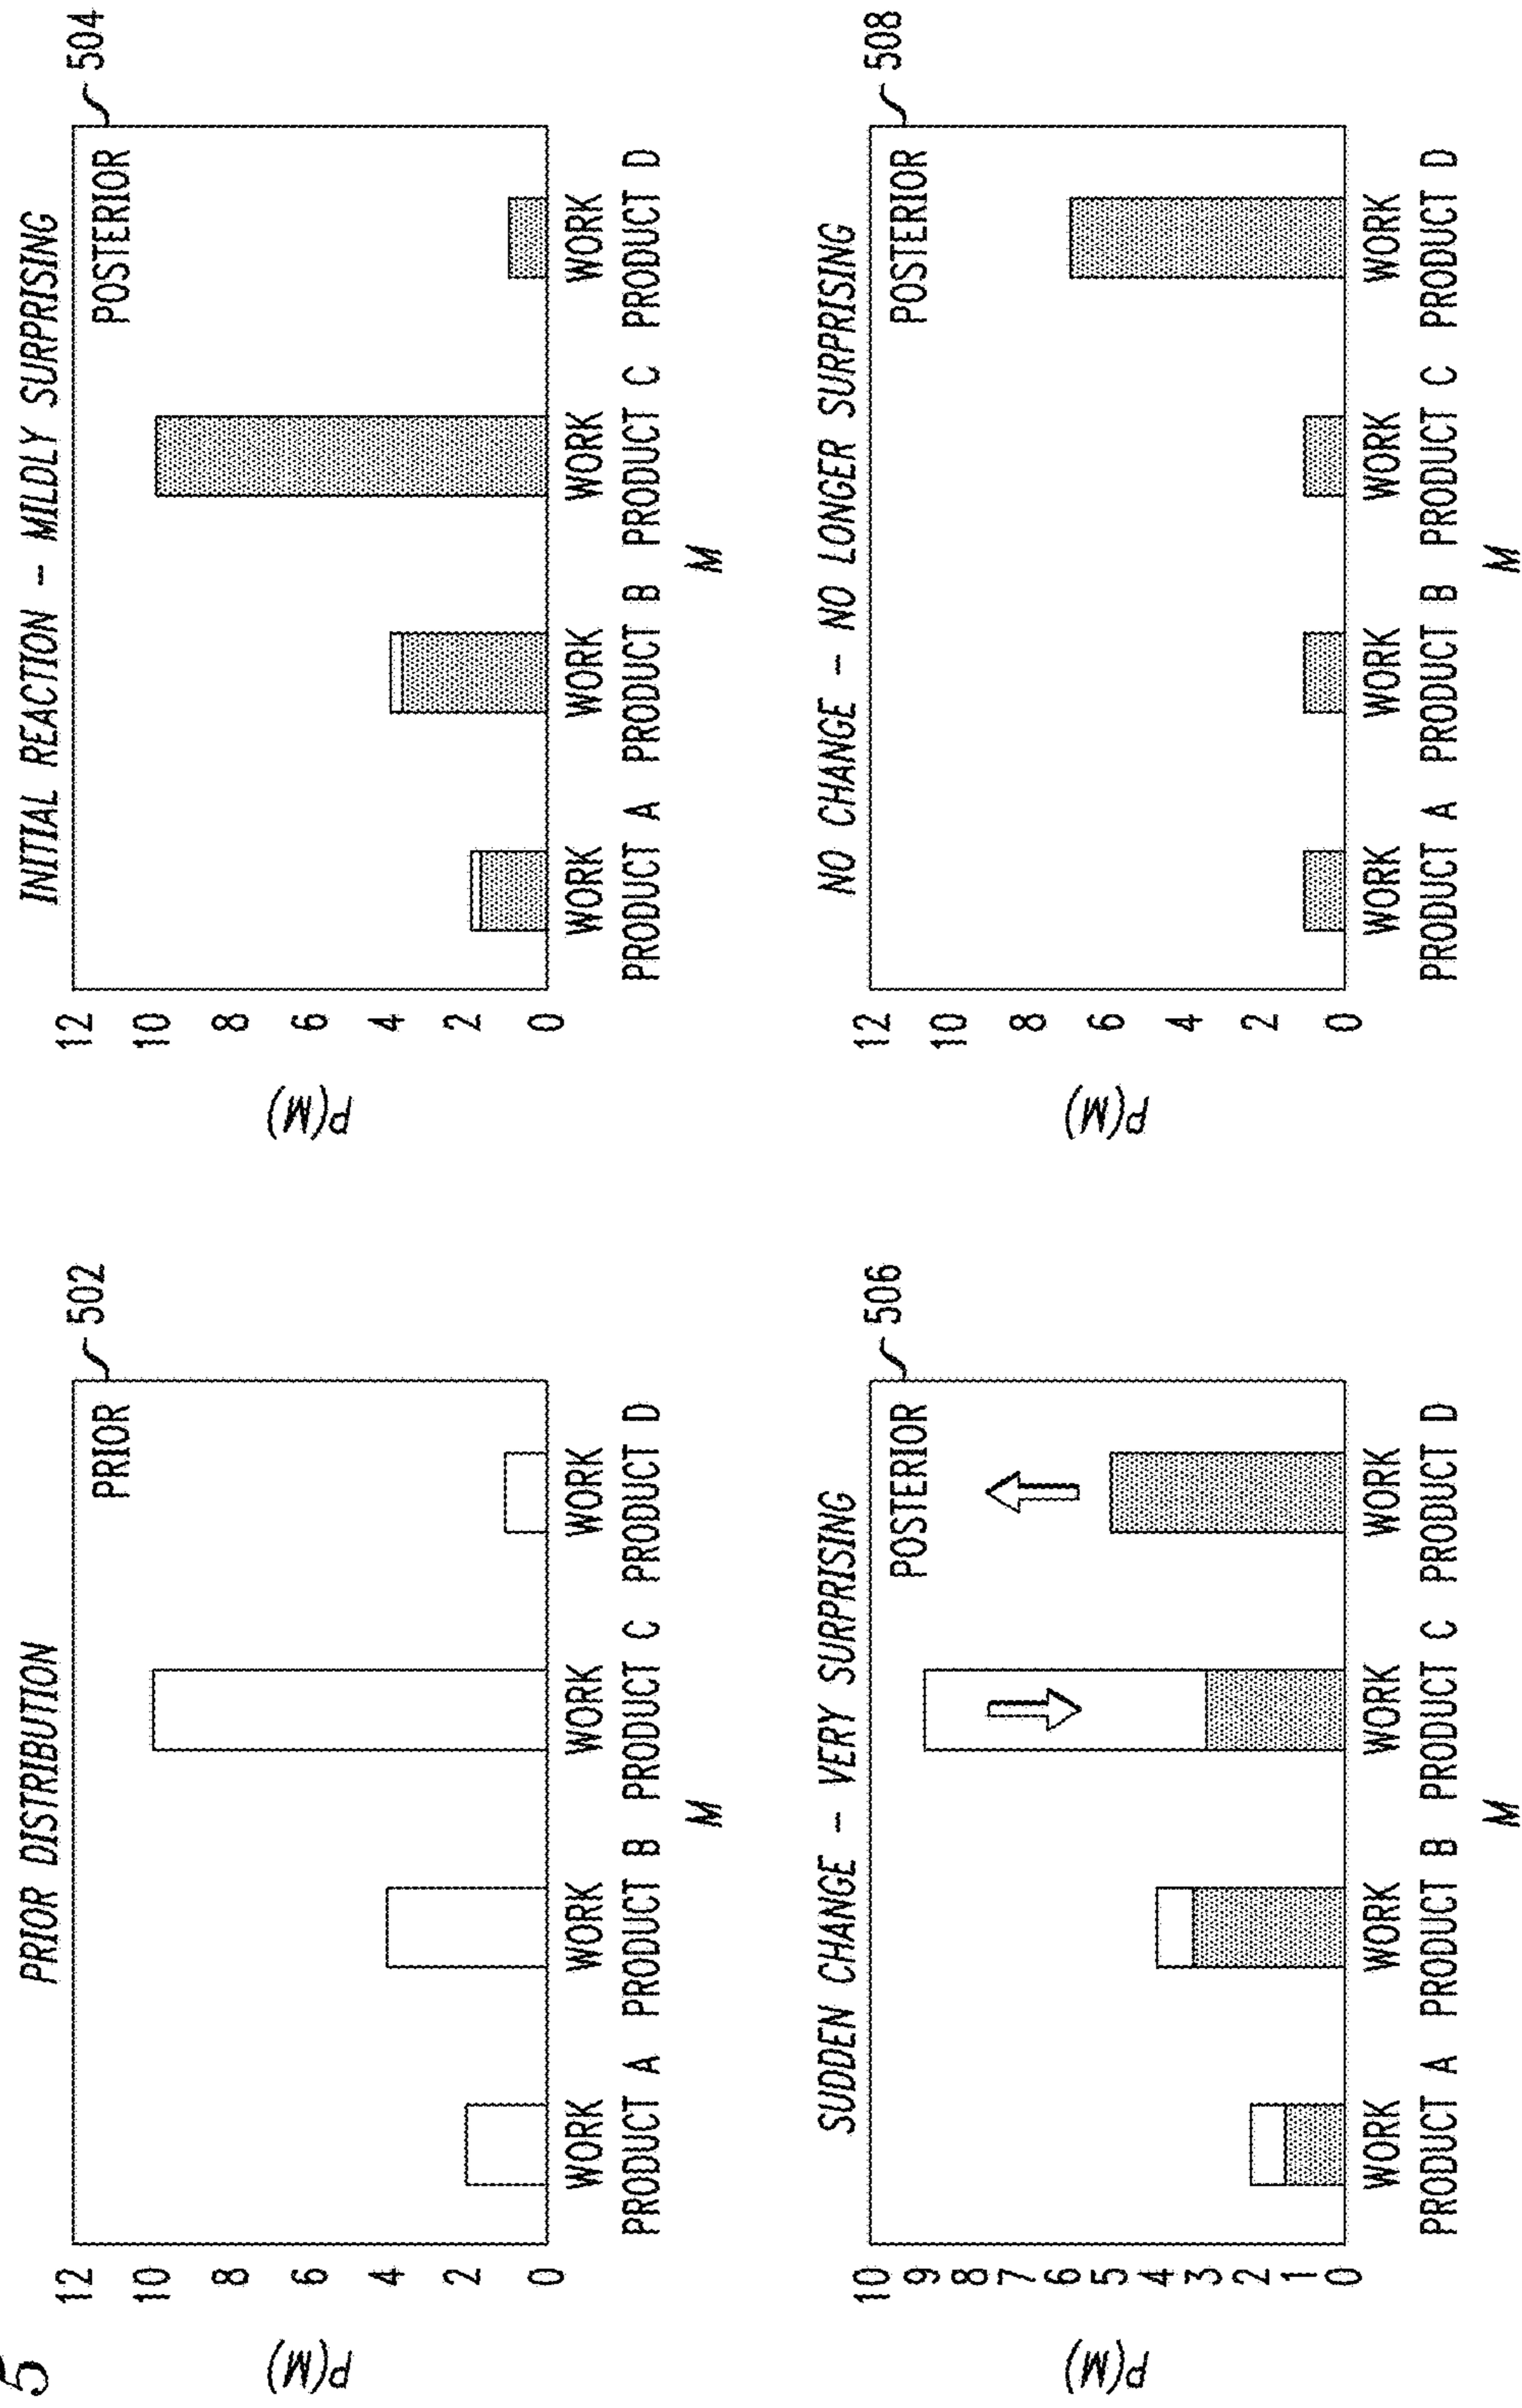 5
PRIOR DISTRIBUTION
502
PRIOR
P(M)
12
10
8
6
4
2
0
WORK PRODUCT A
WORK PRODUCT B
WORK PRODUCT C
WORK PRODUCT D
M
INITIAL REACTION - MILDLY SURPRISING
504
POSTERIOR
P(M)
12
10
8
6
4
2
0
WORK PRODUCT A
WORK PRODUCT B
WORK PRODUCT C
WORK PRODUCT D
M
SUDDEN CHANGE - VERY SURPRISING
506
POSTERIOR
P(M)
10
9
8
7
6
5
4
3
2
1
0
WORK PRODUCT A
WORK PRODUCT B
WORK PRODUCT C
WORK PRODUCT D
M
NO CHANGE - NO LONGER SURPRISING
508
POSTERIOR
P(M)
12
10
8
6
4
2
0
WORK PRODUCT A
WORK PRODUCT B
WORK PRODUCT C
WORK PRODUCT D
M